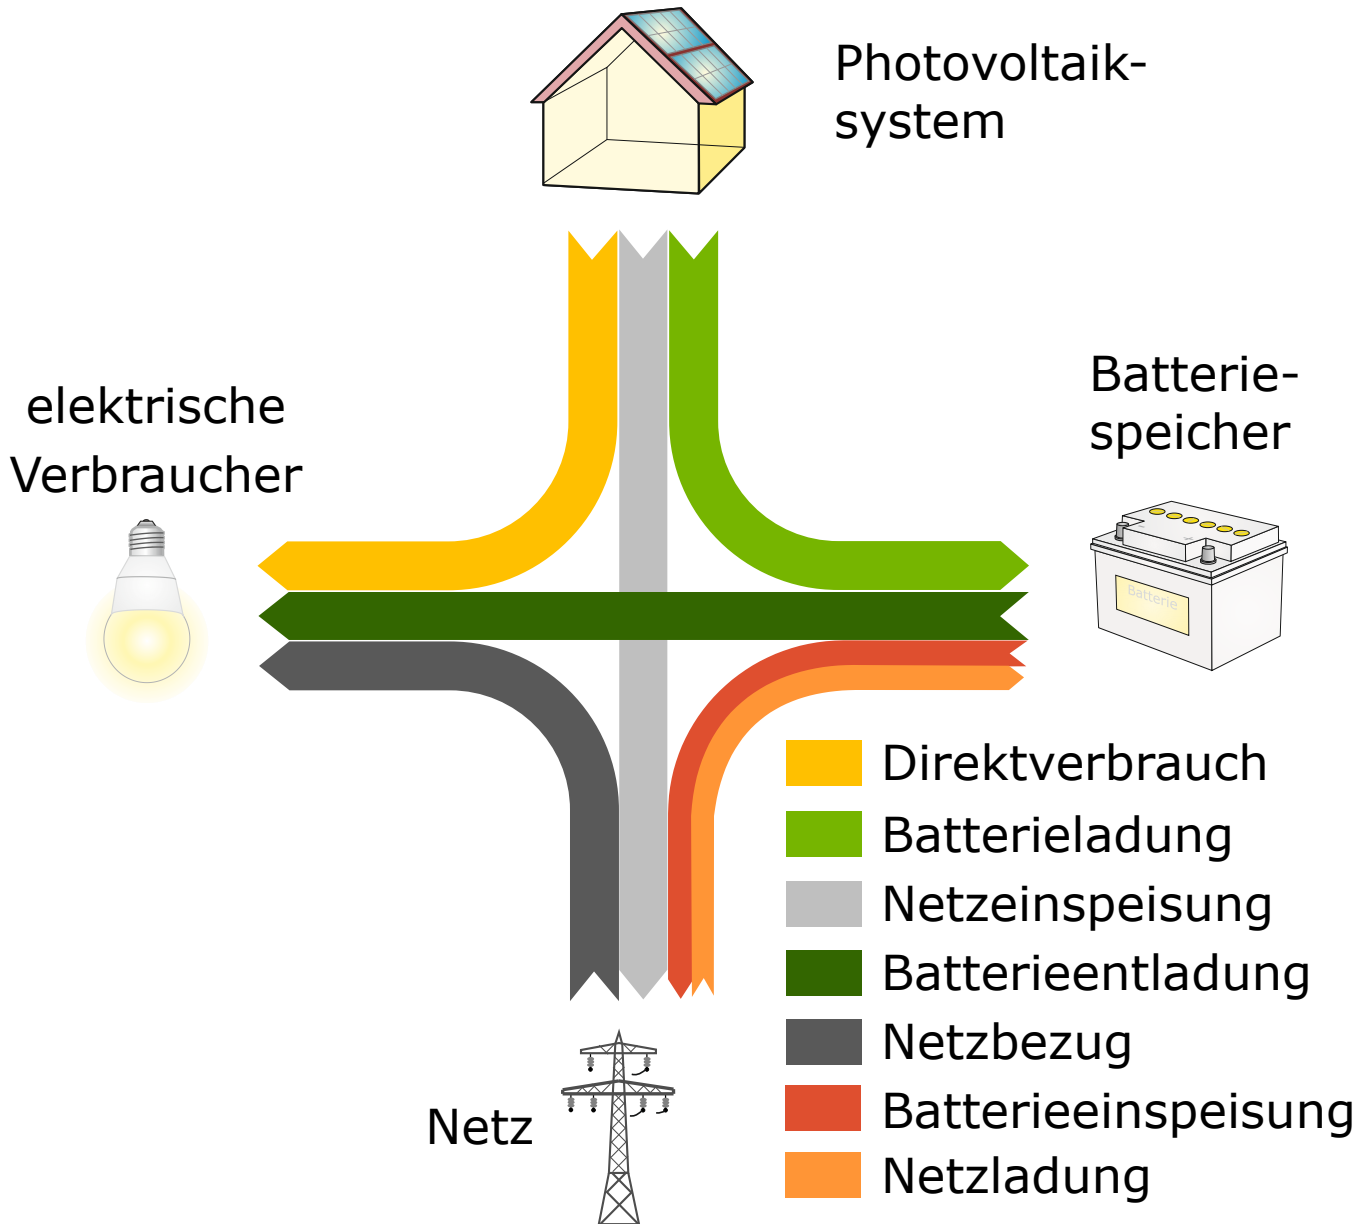 Photovoltaik-
system
elektrische
Verbraucher
Batterie-
speicher
Batterie
Direktverbrauch
Batterieladung
Netzeinspeisung
Batterieentladung
Netzbezug
Batterieeinspeisung
Netzladung
Netz